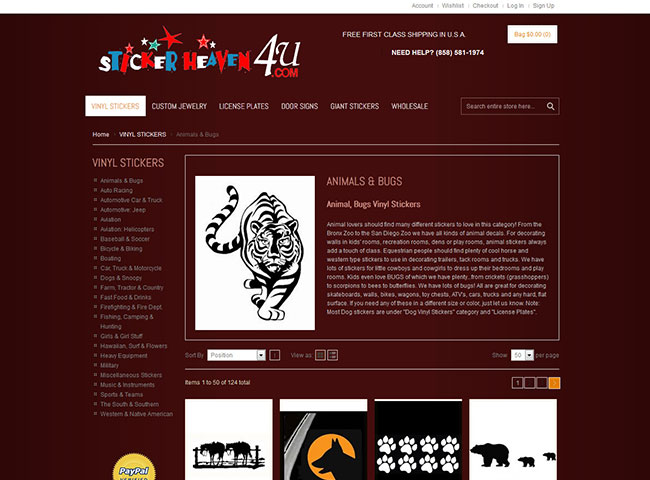 Account
Wishlist
Checkout
Log In
Sign Up
STICKER HEAVEN 4U
.COM
FREE FIRST CLASS SHIPPING IN U.S.A.
Bag $0.00 (0)
NEED HELP? (858) 581-1974
VINYL STICKERS
CUSTOM JEWELRY
LICENSE PLATES
DOOR SIGNS
GIANT STICKERS
WHOLESALE
Search entire store here...
Home
VINYL STICKERS
Animals & Bugs
VINYL STICKERS
Animals & Bugs
Auto Racing
Automotive Car & Truck
Automotive: Jeep
Aviation
Aviation: Helicopters
Baseball & Soccer
Bicycle & Biking
Boating
Car, Truck & Motorcycle
Dogs & Snoopy
Farm, Tractor & Country
Fast Food & Drinks
Firefighting & Fire Dept.
Fishing, Camping &
Hunting
Girls & Girl Stuff
Hawaiian, Surf & Flowers
Heavy Equipment
Military
Miscellaneous Stickers
Music & Instruments
Sports & Teams
The South & Southern
Western & Native American
PayPal
ANIMALS & BUGS
Animal, Bugs Vinyl Stickers
Animal lovers should find many different stickers to love in this category! From the
Bronx Zoo to the San Diego Zoo we have all kinds of animal decals. For decorating
walls in kids' rooms, recreation rooms, dens or play rooms, animal stickers always
add a touch of class. Equestrian people should find plenty of cool horse and
western type stickers to use in decorating trailers, tack rooms and trucks. We have
lots of stickers for little cowboys and cowgirls to dress up their bedrooms and play
rooms. Kids even love BUGS of which we have plenty...from crickets (grasshoppers)
to scorpions to bees to butterflies. We have lots of bugs! All are great for decorating
skateboards, walls, bikes, wagons, toy chests, ATV's, cars, trucks and any hard, flat
surface. If you need any of these in a different size or color, just let us know. Note:
Most Dog stickers are under "Dog Vinyl Stickers" category and "License Plates".
Sort By
Position
View as:
Show
50
per page
Items 1 to 50 of 124 total
1